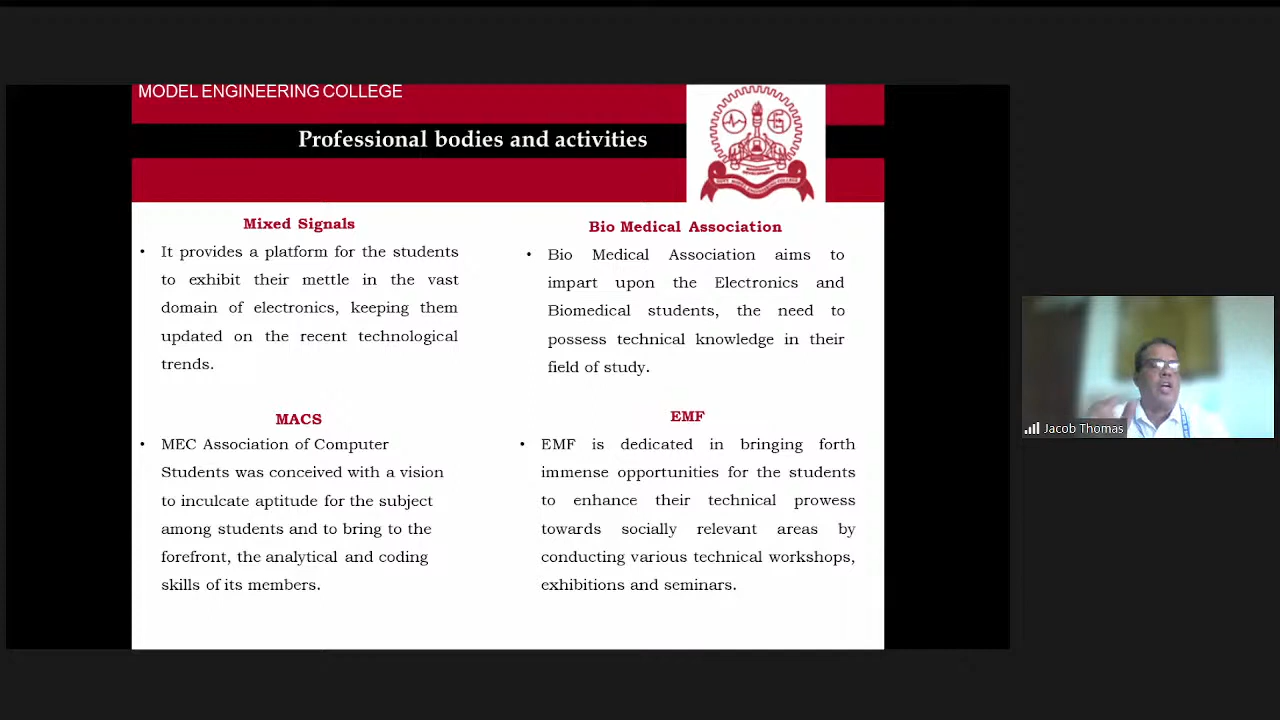 MODEL ENGINEERING COLLEGE
Professional bodies and activities
Mixed Signals
• It provides a platform for the students
to exhibit their mettle in the vast
domain of electronics, keeping them
updated on the recent technological
trends.
Bio Medical Association
• Bio Medical Association aims to
impart upon the Electronics and
Biomedical students, the need to
possess technical knowledge in their
field of study.
MACS
• MEC Association of Computer
Students was conceived with a vision
to inculcate aptitude for the subject
among students and to bring to the
forefront, the analytical and coding
skills of its members.
EMF
• EMF is dedicated in bringing forth
immense opportunities for the students
to enhance their technical prowess
towards socially relevant areas by
conducting various technical workshops,
exhibitions and seminars.
Jacob Thomas